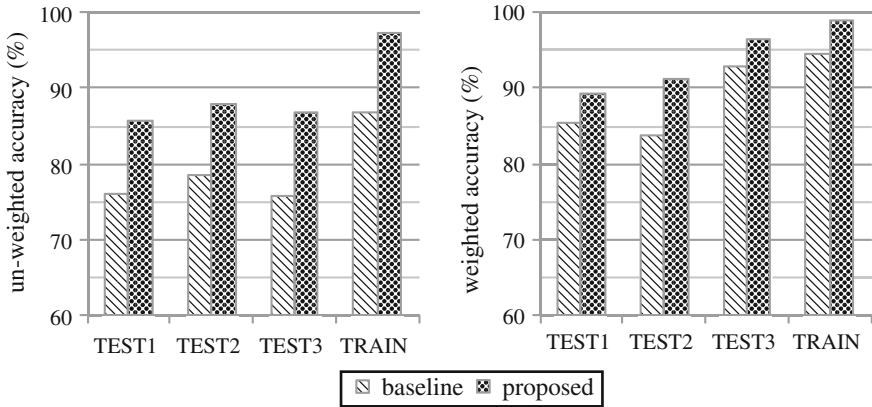 un-weighted accuracy (%)
100
90
80
70
60
TEST1 TEST2 TEST3 TRAIN
weighted accuracy (%)
100
90
80
70
60
TEST1 TEST2 TEST3 TRAIN
baseline proposed